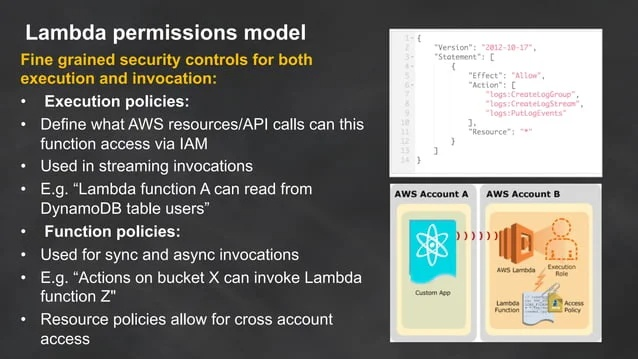 Lambda permissions model
Fine grained security controls for both
execution and invocation:
• Execution policies:
• Define what AWS resources/API calls can this
function access via IAM
• Used in streaming invocations
• E.g. “Lambda function A can read from
DynamoDB table users”
• Function policies:
• Used for sync and async invocations
• E.g. “Actions on bucket X can invoke Lambda
function Z"
• Resource policies allow for cross account
access
1 {
2 "Version": "2012-10-17",
3 "Statement": [
4 {
5 "Effect": "Allow",
6 "Action": [
7 "logs:CreateLogGroup",
8 "logs:CreateLogStream",
9 "logs:PutLogEvents"
10 ],
11 "Resource": "*"
12 }
13 ]
14 }
AWS Account A
AWS Account B
Custom App
AWS Lambda
Execution
Role
Lambda
Function
Access
Policy